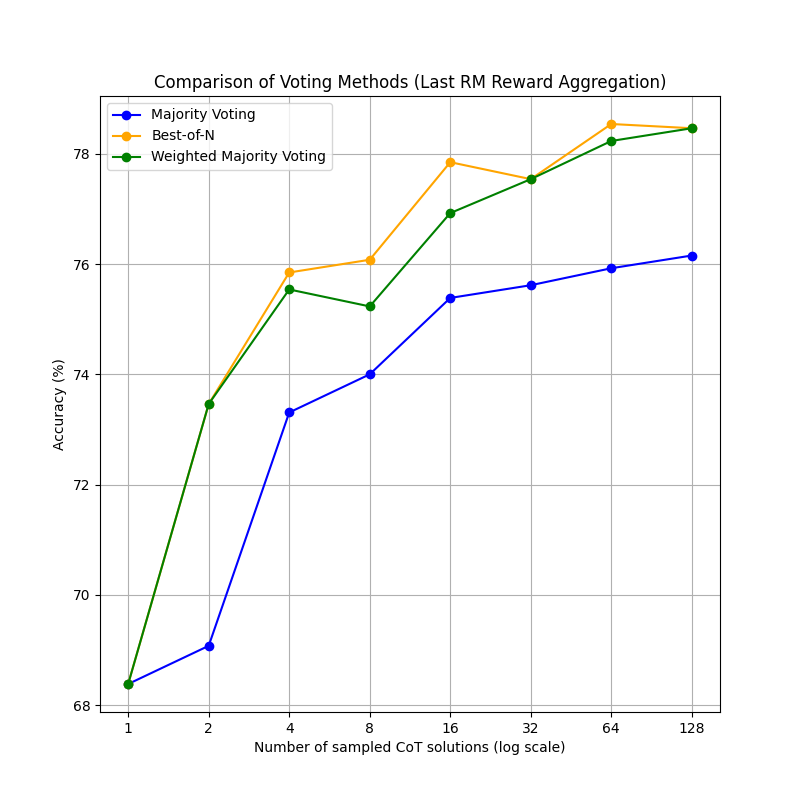 Comparison of Voting Methods (Last RM Reward Aggregation)
Majority Voting
Best-of-N
Weighted Majority Voting
78
76
74
72
70
68
Accuracy (%)
1 2 4 8 16 32 64 128
Number of sampled CoT solutions (log scale)